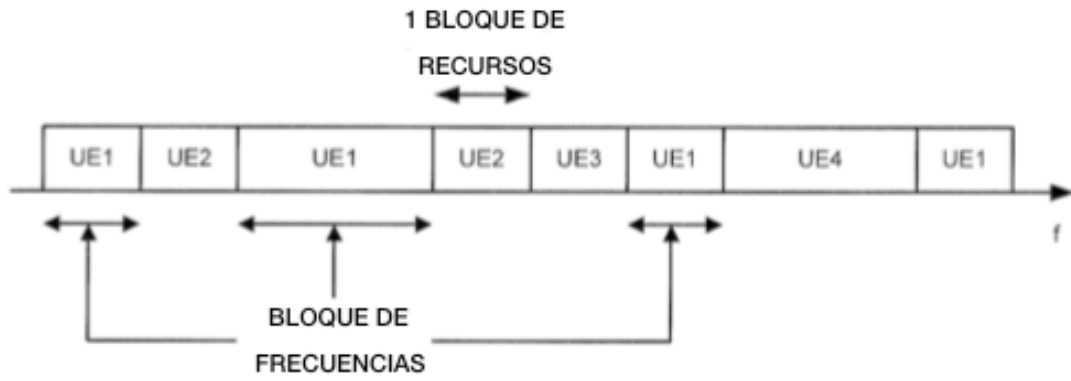 1 BLOQUE DE
RECURSOS
UE1 UE2 UE1 UE2 UE3 UE1 UE4 UE1
f
BLOQUE DE
FRECUENCIAS